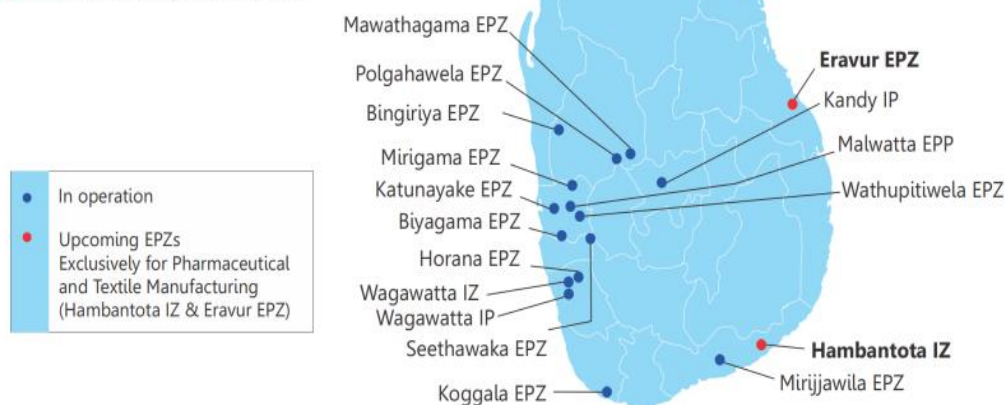 Mawathagama EPZ
Polgahawela EPZ
Bingiriya EPZ
Mirigama EPZ
Katunayake EPZ
Biyagama EPZ
Horana EPZ
Wagawatta IZ
Wagawatta IP
Seethawaka EPZ
Koggala EPZ
Eravur EPZ
Kandy IP
Malwatta EPP
Wathupitiwela EPZ
Hambantota IZ
Mirijjawila EPZ
In operation
Upcoming EPZs
Exclusively for Pharmaceutical
and Textile Manufacturing
(Hambantota IZ & Eravur EPZ)